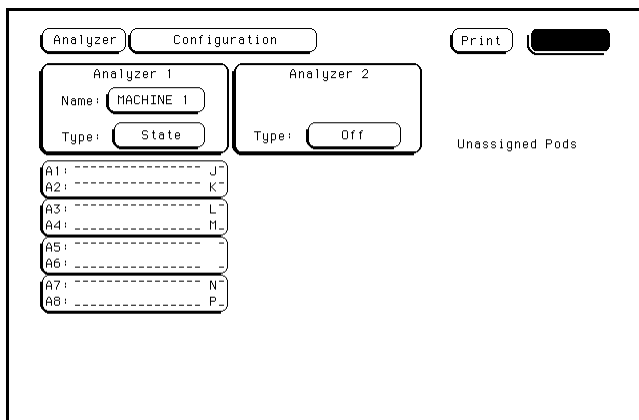 Analyzer Configuration Print
Analyzer 1 Analyzer 2
Name: MACHINE 1
Type: State Type: Off
Unassigned Pods
A1: J
A2: K
A3: L
A4: M
A5:
A6:
A7: N
A8: P